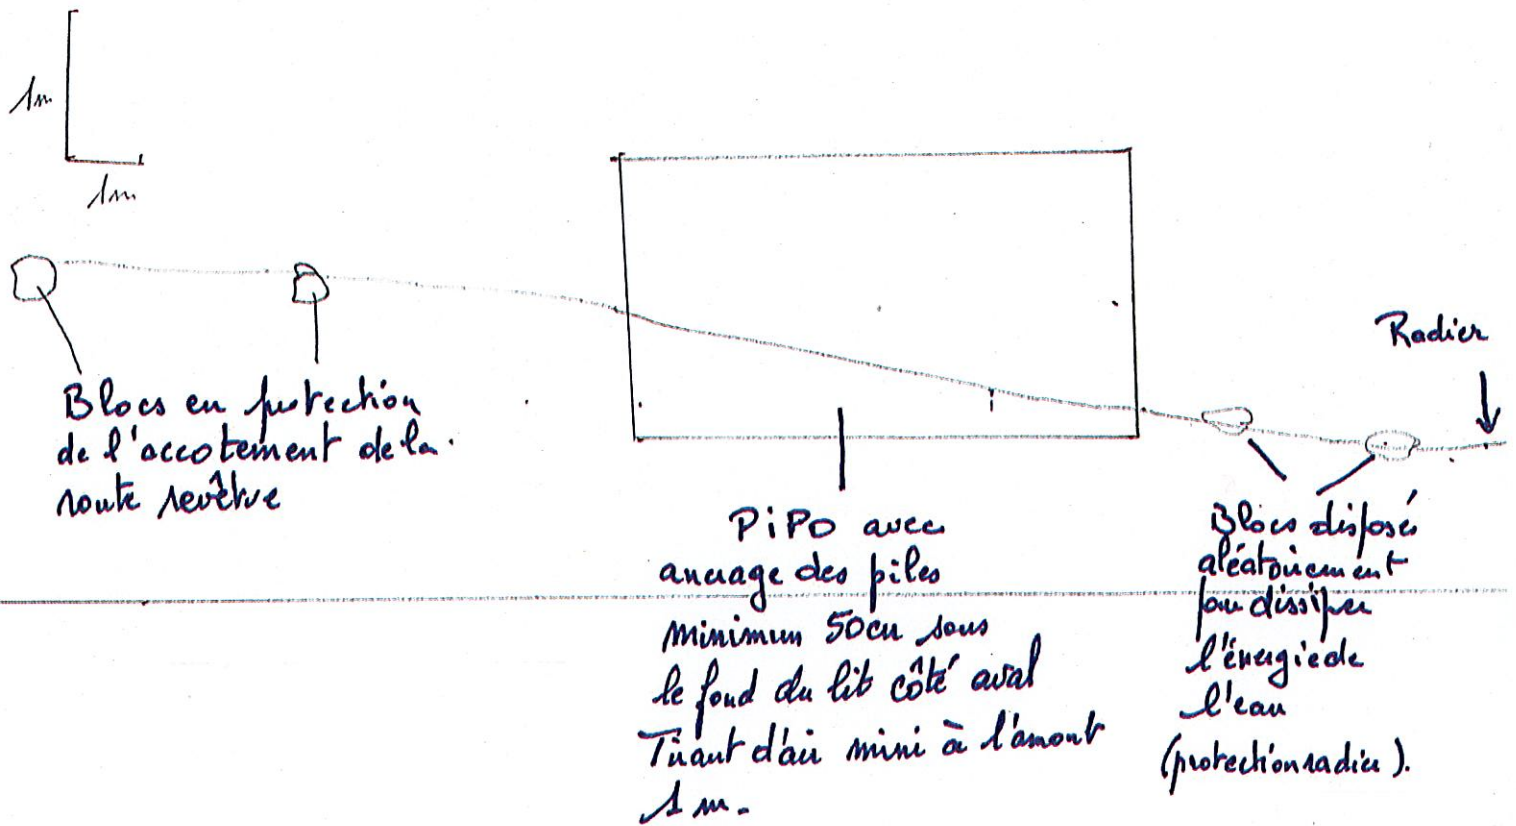 1m
1m
Radier
Blocs en protection
de l'accotement de la
route revêtue
PiPO avec
ancrage des piles
minimum 50cm sous
le fond du lit côté aval
Tirant d'air mini à l'amont
1 m.
Blocs disposés
aléatoirement
pour dissiper
l'énergie de
l'eau
(protection radier).